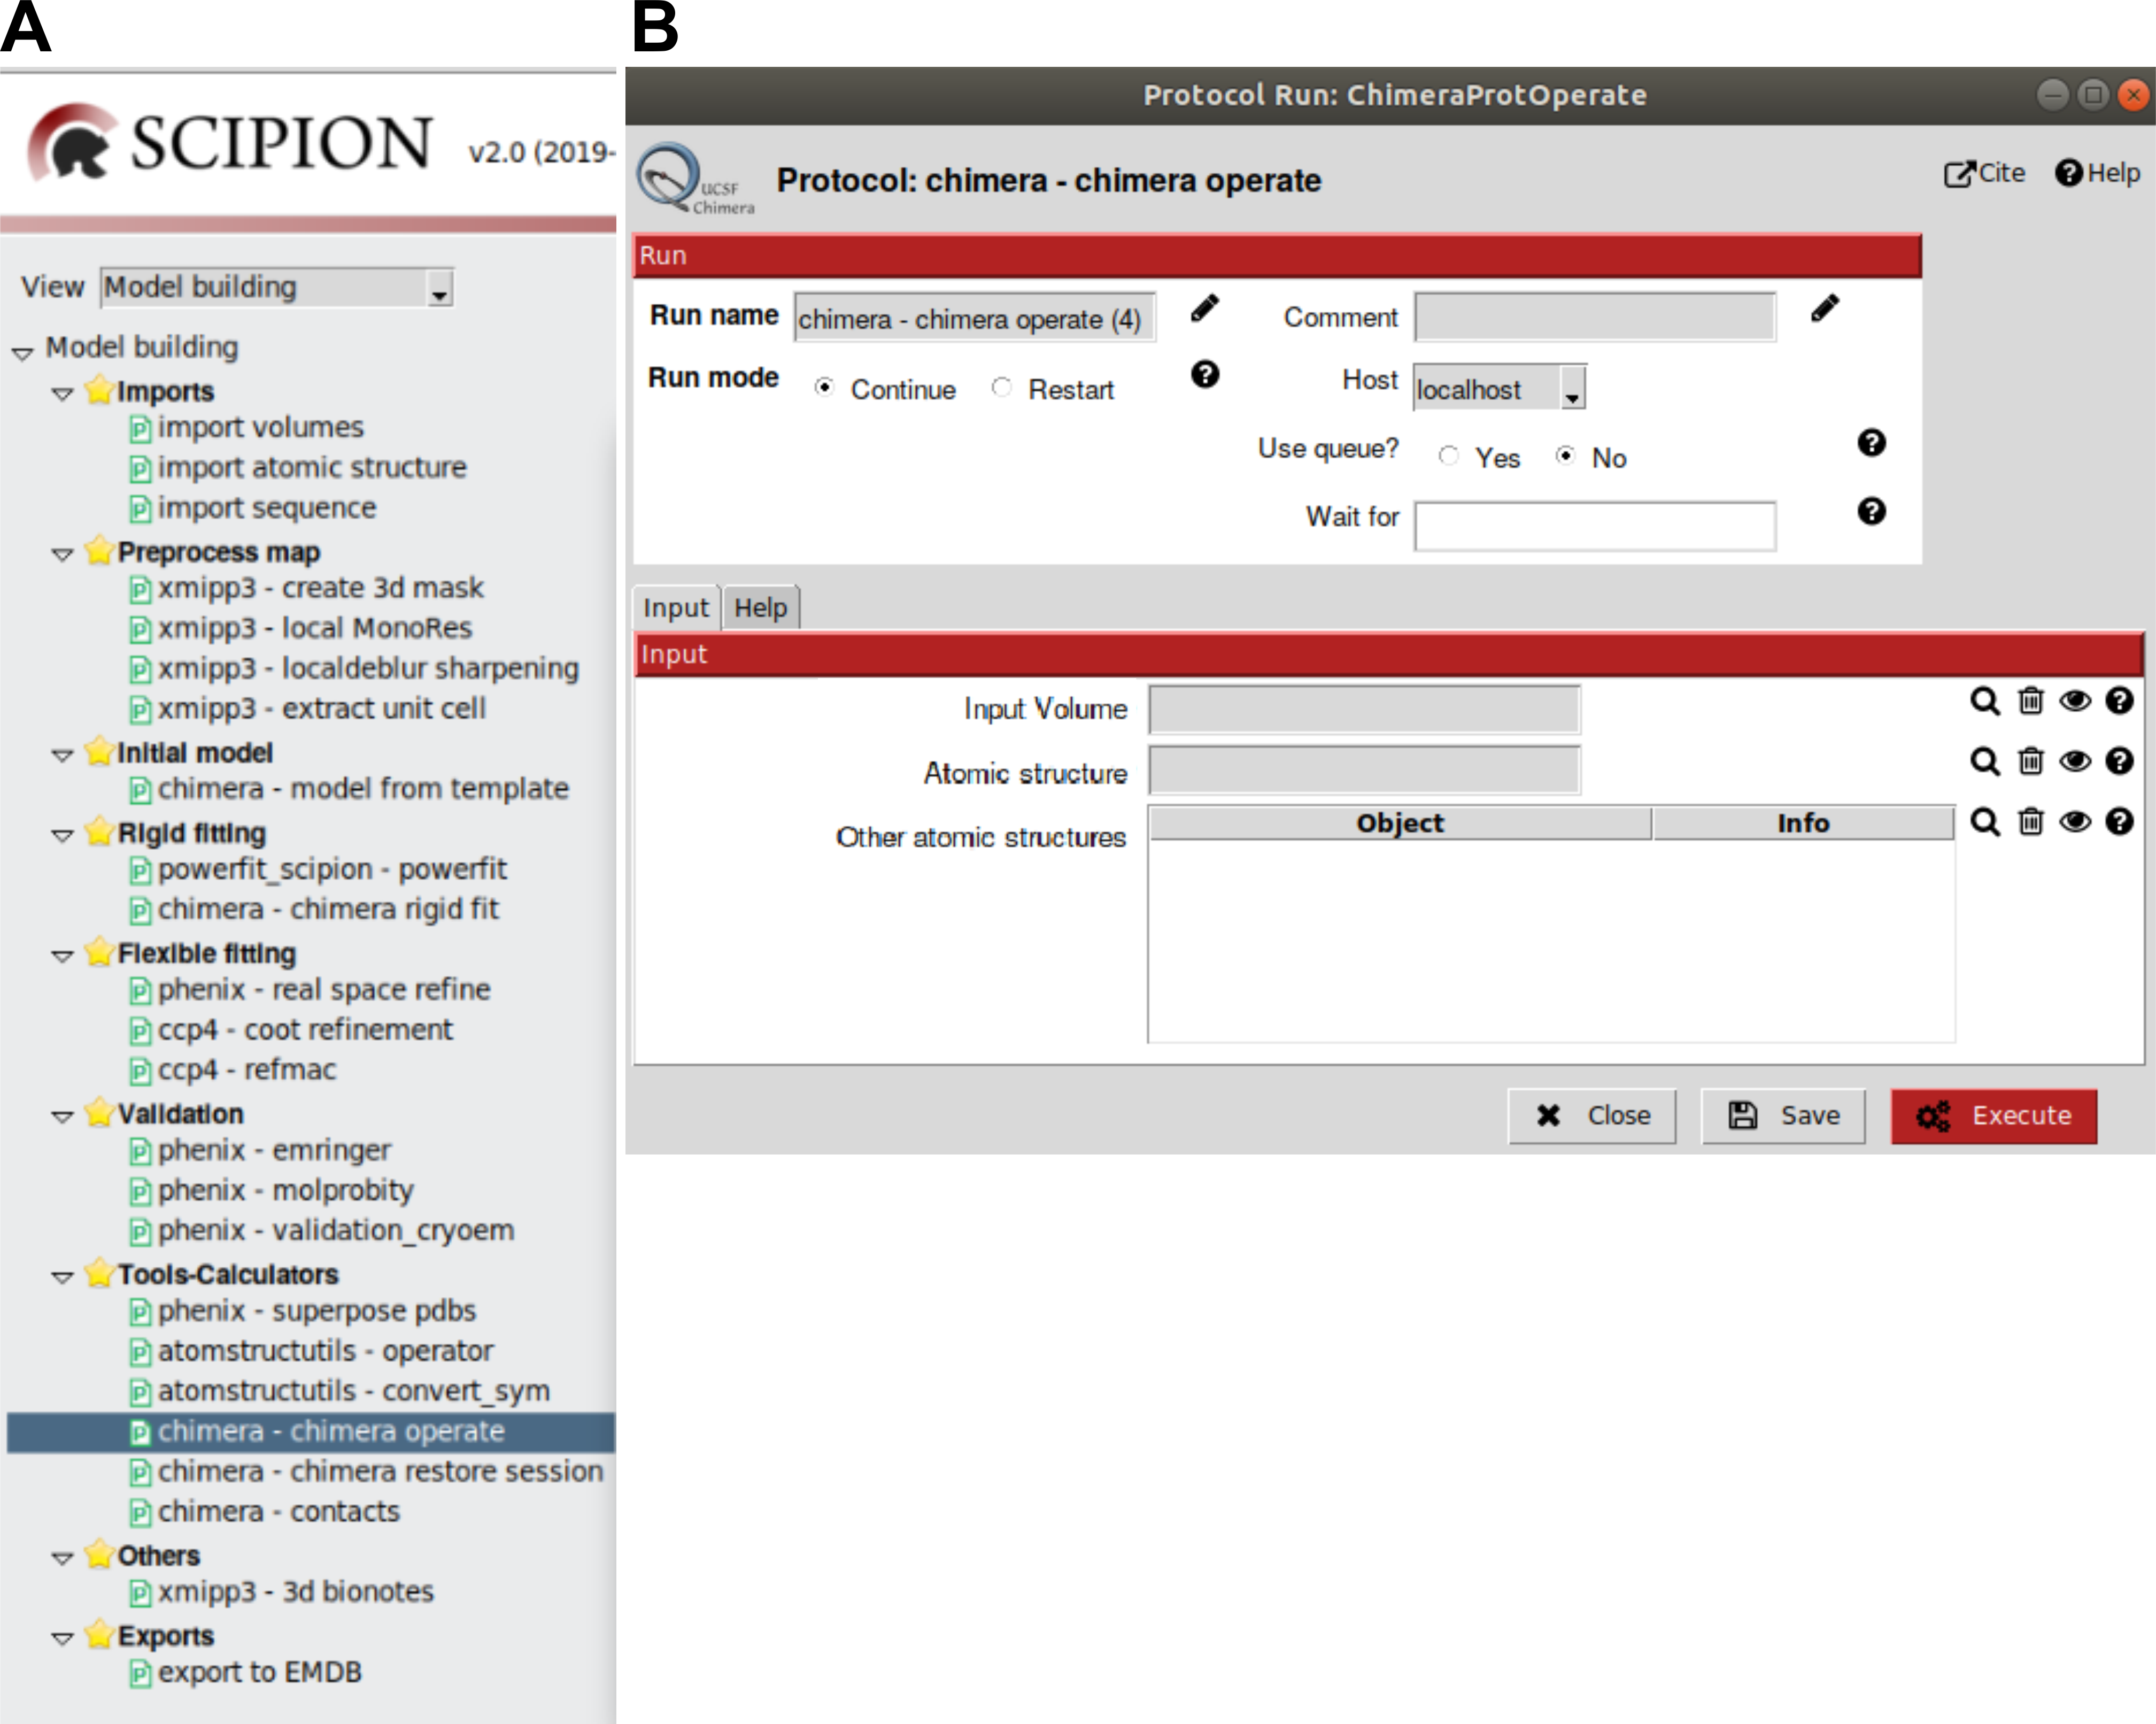 A
SCIPION v2.0 (2019-
View Model building
Model building
Imports
import volumes
import atomic structure
import sequence
Preprocess map
xmipp3 - create 3d mask
xmipp3 - local MonoRes
xmipp3 - localdeblur sharpening
xmipp3 - extract unit cell
Initial model
chimera - model from template
Rigid fitting
powerfit_scipion - powerfit
chimera - chimera rigid fit
Flexible fitting
phenix - real space refine
ccp4 - coot refinement
ccp4 - refmac
Validation
phenix - emringer
phenix - molprobity
phenix - validation_cryoem
Tools-Calculators
phenix - superpose pdbs
atomstructutils - operator
atomstructutils - convert_sym
chimera - chimera operate
chimera - chimera restore session
chimera - contacts
Others
xmipp3 - 3d bionotes
Exports
export to EMDB
B
Protocol Run: ChimeraProtOperate
UCSF
Chimera
Protocol: chimera - chimera operate
Cite Help
Run
Run name chimera - chimera operate (4) Comment
Run mode Continue Restart Host localhost
Use queue? Yes No
Wait for
Input Help
Input
Input Volume
Atomic structure
Other atomic structures Object Info
Close Save Execute